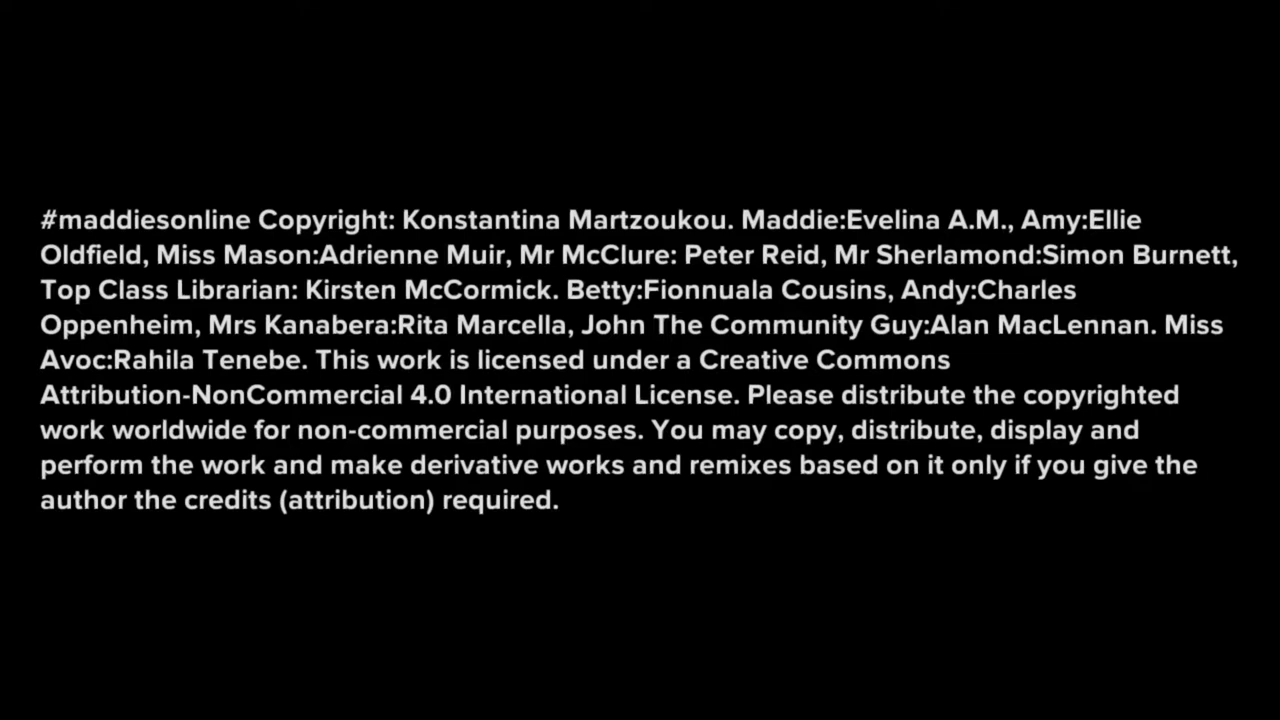 #maddiesonline Copyright: Konstantina Martzoukou. Maddie:Evelina A.M., Amy:Ellie
Oldfield, Miss Mason:Adrienne Muir, Mr McClure: Peter Reid, Mr Sherlamond:Simon Burnett,
Top Class Librarian: Kirsten McCormick. Betty:Fionnuala Cousins, Andy:Charles
Oppenheim, Mrs Kanabera:Rita Marcella, John The Community Guy:Alan MacLennan. Miss
Avoc:Rahila Tenebe. This work is licensed under a Creative Commons
Attribution-NonCommercial 4.0 International License. Please distribute the copyrighted
work worldwide for non-commercial purposes. You may copy, distribute, display and
perform the work and make derivative works and remixes based on it only if you give the
author the credits (attribution) required.